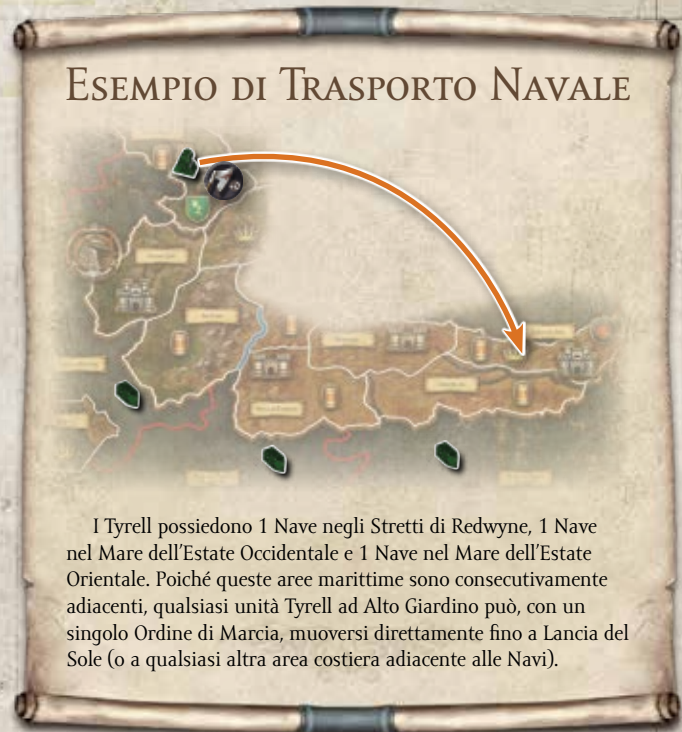 Esempio di Trasporto Navale
I Tyrell possiedono 1 Nave negli Stretti di Redwyne, 1 Nave
nel Mare dell'Estate Occidentale e 1 Nave nel Mare dell'Estate
Orientale. Poiché queste aree marittime sono consecutivamente
adiacenti, qualsiasi unità Tyrell ad Alto Giardino può, con un
singolo Ordine di Marcia, muoversi direttamente fino a Lancia del
Sole (o a qualsiasi altra area costiera adiacente alle Navi).